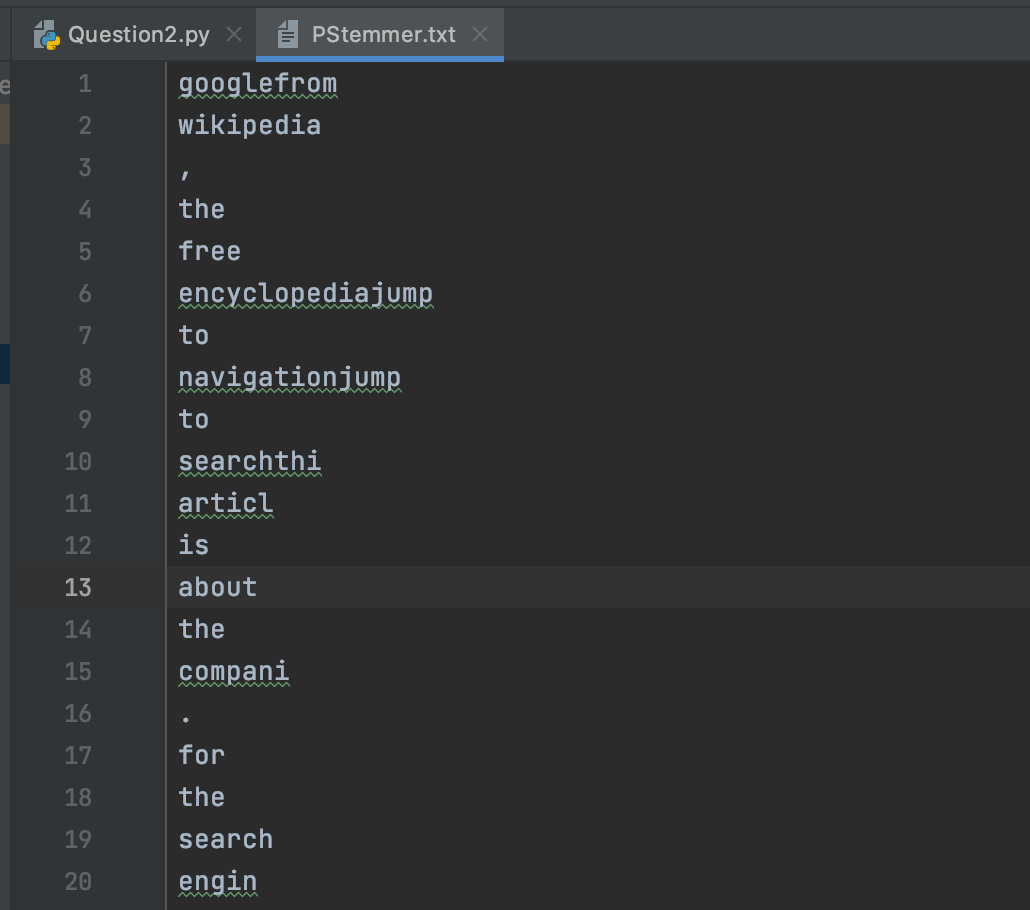 Question2.py PStemmer.txt
e
1 googlefrom
2 wikipedia
3 ,
4 the
5 free
6 encyclopediajump
7 to
8 navigationjump
9 to
10 searchthi
11 articl
12 is
13 about
14 the
15 compani
16 .
17 for
18 the
19 search
20 engin